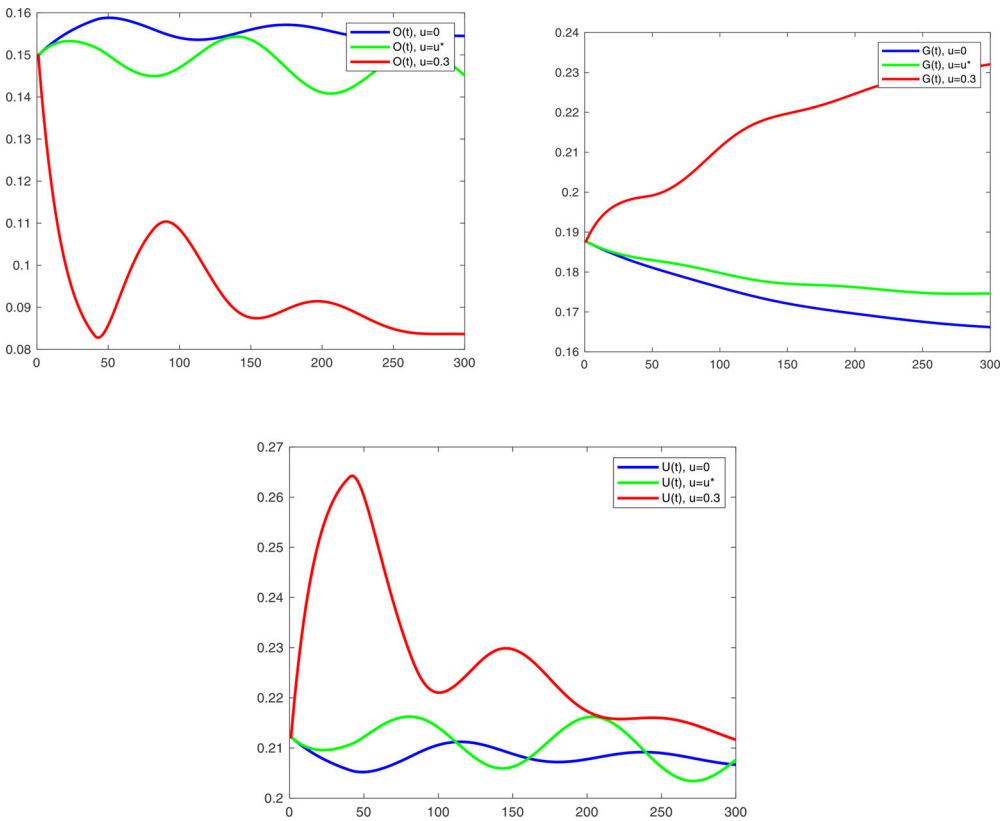 0.16
0.15
0.14
0.13
0.12
0.11
0.1
0.09
0.08
0 50 100 150 200 250 300
O(t), u=0
O(t), u=u*
O(t), u=0.3
0.24
0.23
0.22
0.21
0.2
0.19
0.18
0.17
0.16
0 50 100 150 200 250 300
G(t), u=0
G(t), u=u*
G(t), u=0.3
0.27
0.26
0.25
0.24
0.23
0.22
0.21
0.2
0 50 100 150 200 250 300
U(t), u=0
U(t), u=u*
U(t), u=0.3